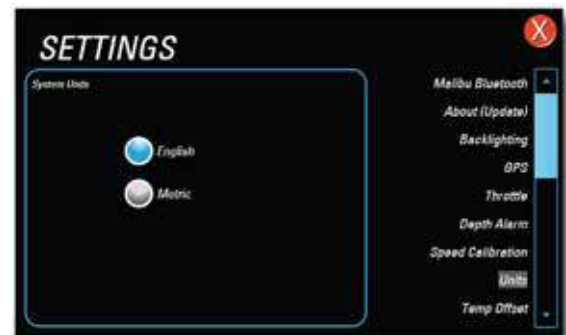 SETTINGS
X
System Units
English
Metric
Malibu Bluetooth
About (Update)
Backlighting
GPS
Throttle
Depth Alarm
Speed Calibration
Units
Temp Offset